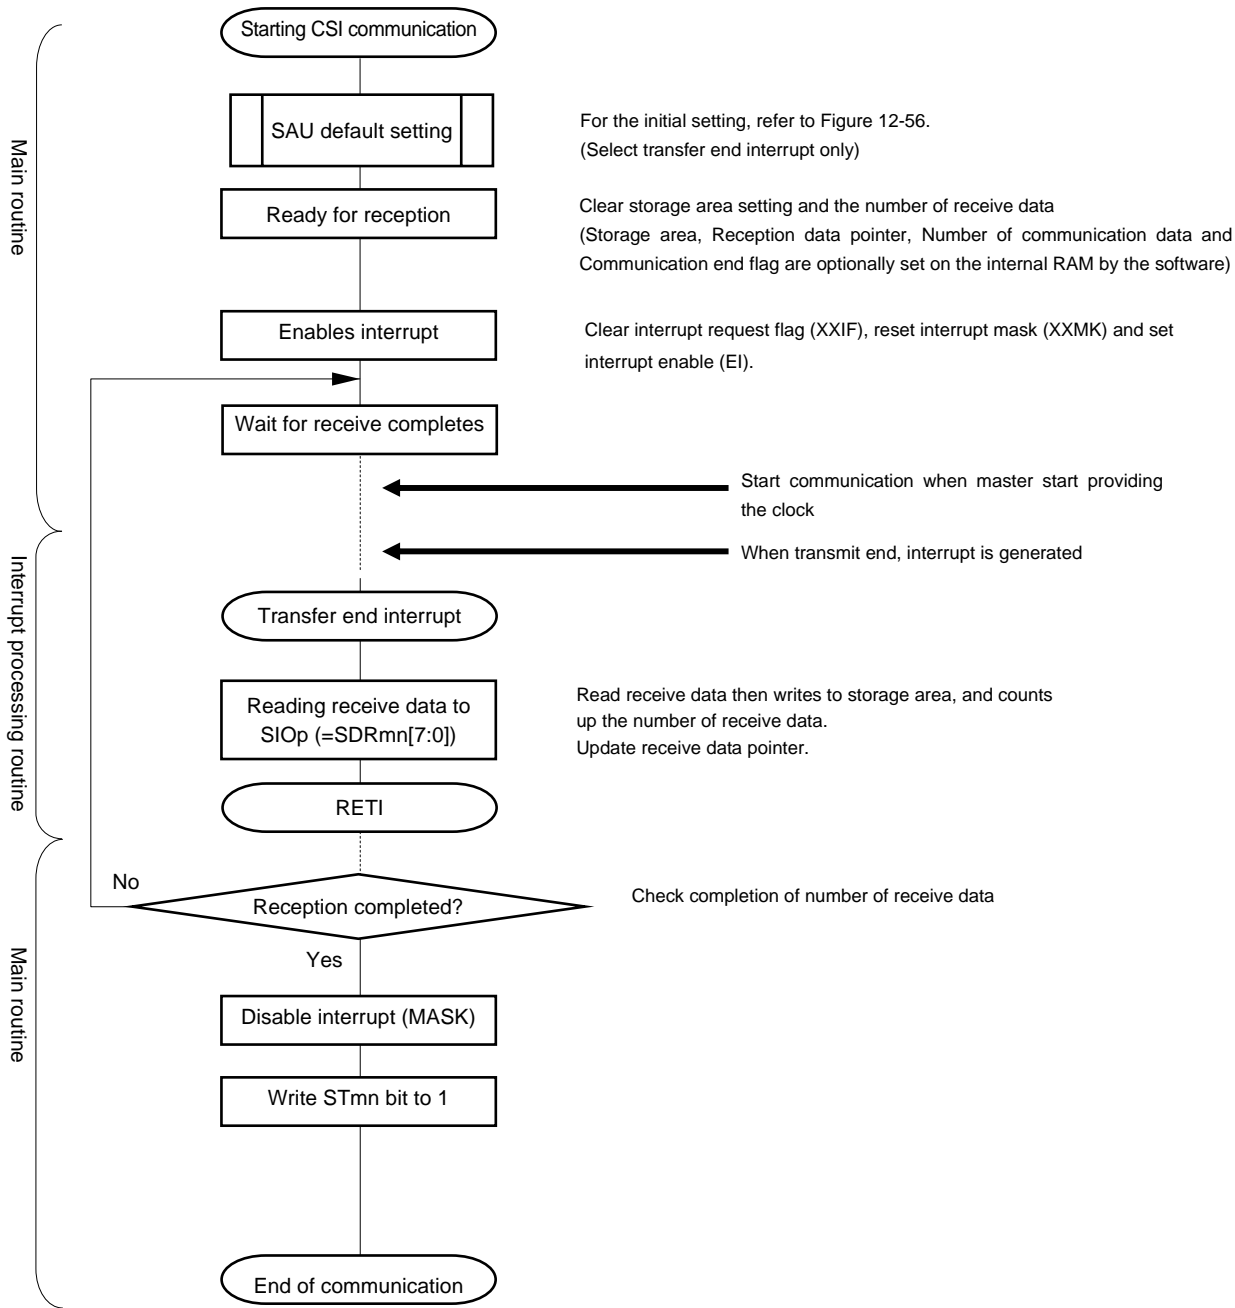 Starting CSI communication
Main routine
SAU default setting
For the initial setting, refer to Figure 12-56.
(Select transfer end interrupt only)
Ready for reception
Clear storage area setting and the number of receive data
(Storage area, Reception data pointer, Number of communication data and
Communication end flag are optionally set on the internal RAM by the software)
Enables interrupt
Clear interrupt request flag (XXIF), reset interrupt mask (XXMK) and set
interrupt enable (EI).
Wait for receive completes
Start communication when master start providing
the clock
When transmit end, interrupt is generated
Interrupt processing routine
Transfer end interrupt
Reading receive data to
SIOp (=SDRmn[7:0])
Read receive data then writes to storage area, and counts
up the number of receive data.
Update receive data pointer.
RETI
No
Reception completed?
Check completion of number of receive data
Yes
Main routine
Disable interrupt (MASK)
Write STmn bit to 1
End of communication